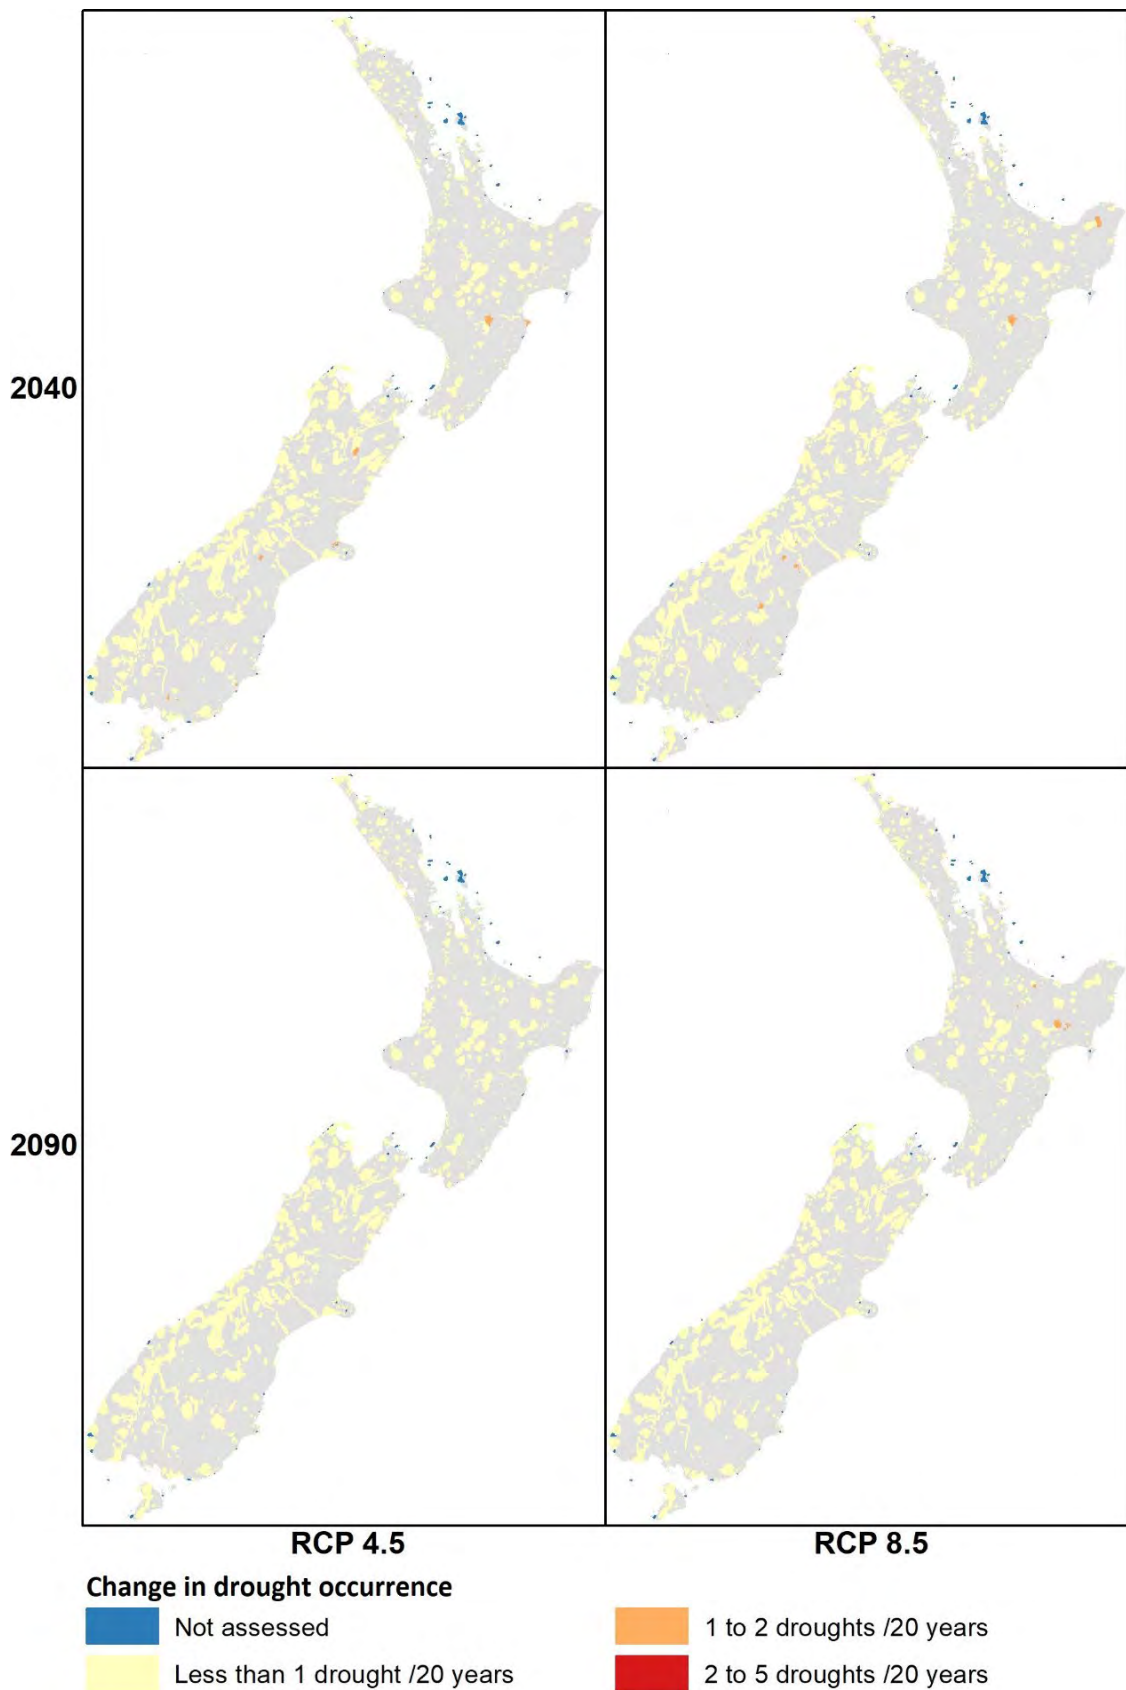 2040
2090
RCP 4.5
RCP 8.5
Change in drought occurrence
Not assessed
1 to 2 droughts /20 years
Less than 1 drought /20 years
2 to 5 droughts /20 years